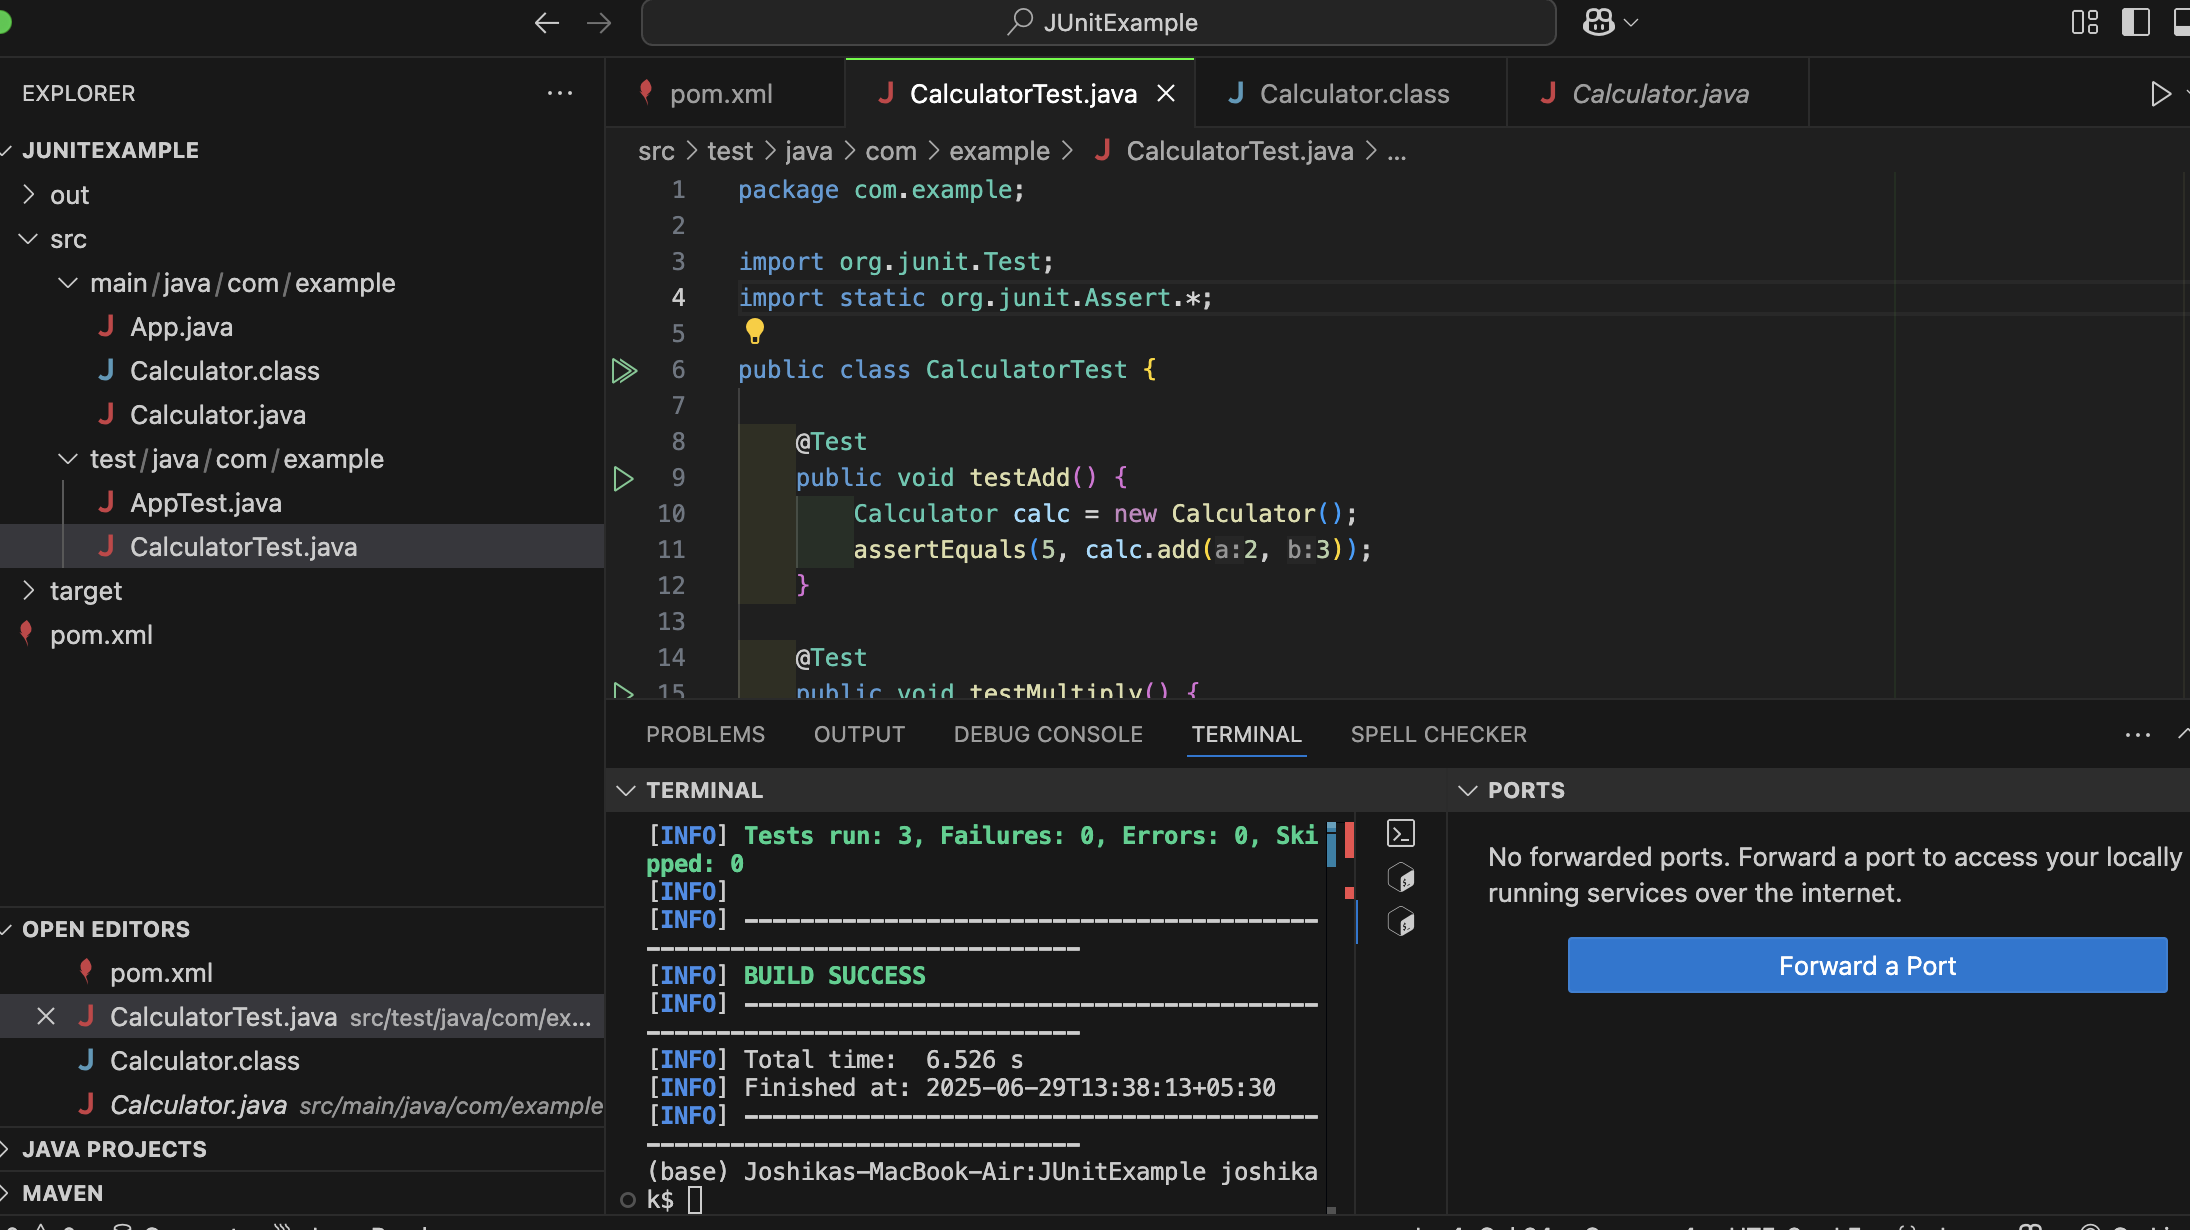 JUnitExample
EXPLORER
JUNITEXAMPLE
out
src
main/java/com/example
App.java
Calculator.class
Calculator.java
test/java/com/example
AppTest.java
CalculatorTest.java
target
pom.xml
OPEN EDITORS
pom.xml
CalculatorTest.java src/test/java/com/ex...
Calculator.class
Calculator.java src/main/java/com/example
JAVA PROJECTS
MAVEN
pom.xml CalculatorTest.java Calculator.class Calculator.java
src > test > java > com > example > CalculatorTest.java > ...
1 package com.example;
2
3 import org.junit.Test;
4 import static org.junit.Assert.*;
5
6 public class CalculatorTest {
7
8 @Test
9 public void testAdd() {
10 Calculator calc = new Calculator();
11 assertEquals(5, calc.add(a:2, b:3));
12 }
13
14 @Test
15 public void testMultiply() {
PROBLEMS OUTPUT DEBUG CONSOLE TERMINAL SPELL CHECKER
TERMINAL
[INFO] Tests run: 3, Failures: 0, Errors: 0, Ski
pped: 0
[INFO]
[INFO] -----------------------------------------
-------------------------------
[INFO] BUILD SUCCESS
[INFO] -----------------------------------------
-------------------------------
[INFO] Total time:  6.526 s
[INFO] Finished at: 2025-06-29T13:38:13+05:30
[INFO] -----------------------------------------
-------------------------------
(base) Joshikas-MacBook-Air:JUnitExample joshika
k$
PORTS
No forwarded ports. Forward a port to access your locally
running services over the internet.
Forward a Port